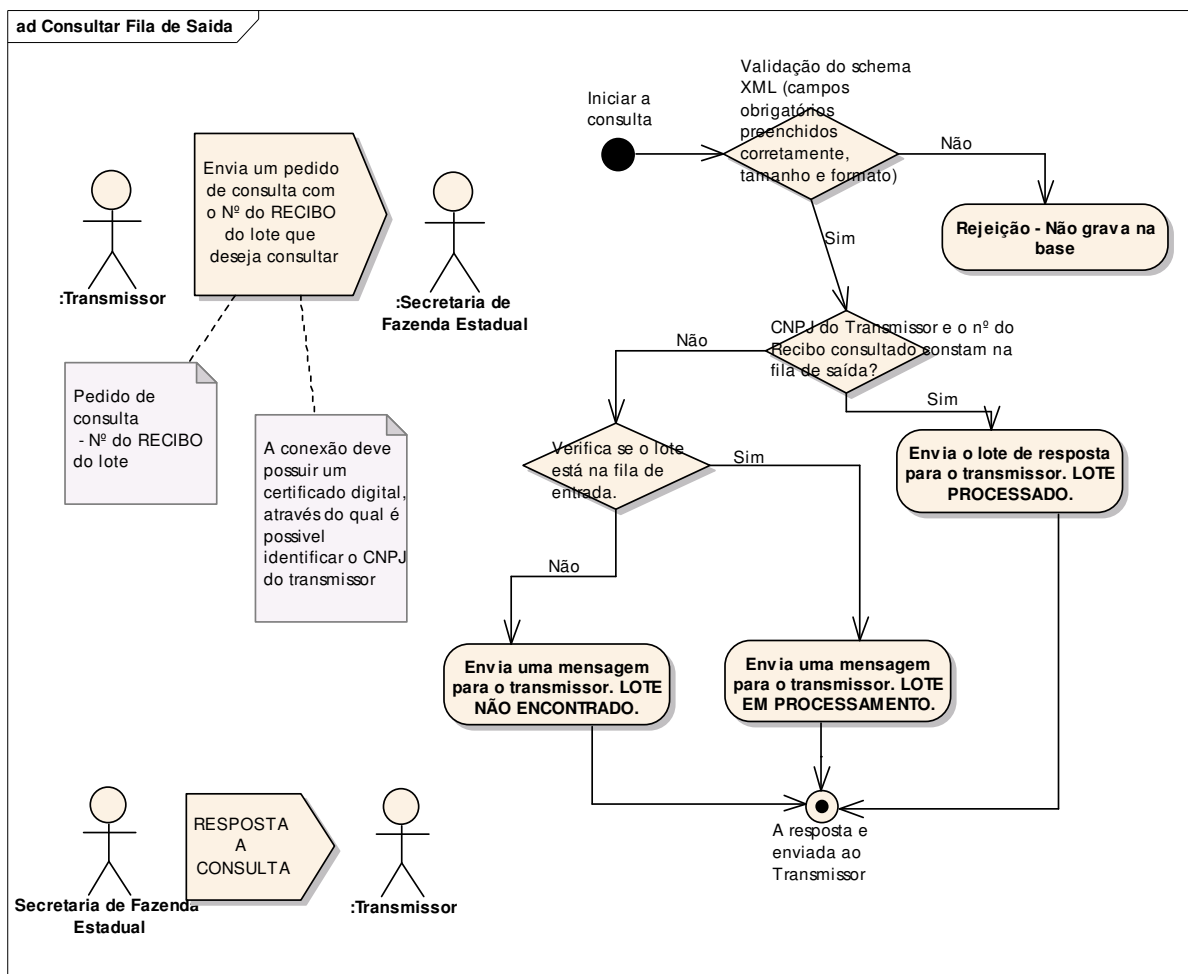 ad Consultar Fila de Saida
Envia um pedido
de consulta com
o Nº do RECIBO
do lote que
deseja consultar
:Transmissor
:Secretaria de
Fazenda Estadual
Pedido de
consulta
- Nº do RECIBO
do lote
A conexão deve
possuir um
certificado digital,
através do qual é
possivel
identificar o CNPJ
do transmissor
Iniciar a
consulta
Validação do schema
XML (campos
obrigatórios
preenchidos
corretamente,
tamanho e formato)
Não
Rejeição - Não grava na
base
Sim
CNPJ do Transmissor e o nº do
Recibo consultado constam na
fila de saída?
Não
Sim
Envia o lote de resposta
para o transmissor. LOTE
PROCESSADO.
Verifica se o lote
está na fila de
entrada.
Sim
Não
Envia uma mensagem
para o transmissor. LOTE
NÃO ENCONTRADO.
Envia uma mensagem
para o transmissor. LOTE
EM PROCESSAMENTO.
A resposta e
enviada ao
Transmissor
RESPOSTA
A
CONSULTA
Secretaria de Fazenda
Estadual
:Transmissor